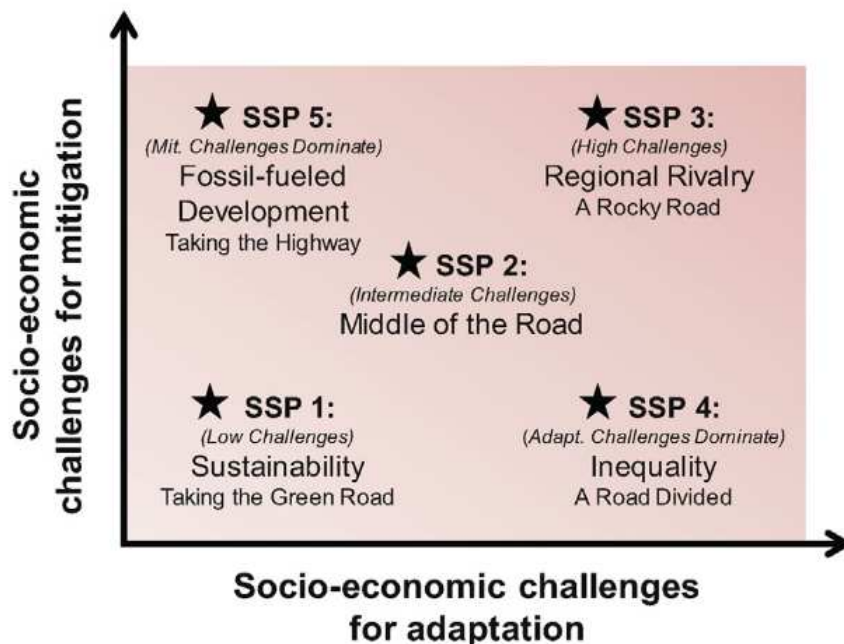 Socio-economic
challenges for mitigation
SSP 5:
(Mit. Challenges Dominate)
Fossil-fueled
Development
Taking the Highway
SSP 3:
(High Challenges)
Regional Rivalry
A Rocky Road
SSP 2:
(Intermediate Challenges)
Middle of the Road
SSP 1:
(Low Challenges)
Sustainability
Taking the Green Road
SSP 4:
(Adapt. Challenges Dominate)
Inequality
A Road Divided
Socio-economic challenges
for adaptation